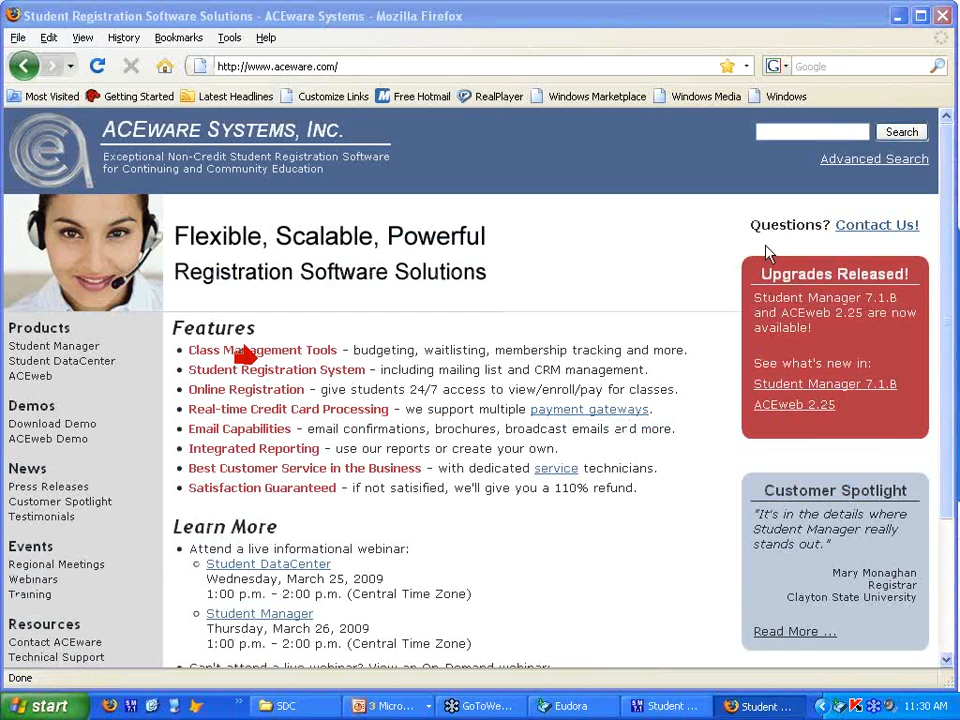 Student Registration Software Solutions - ACEware Systems - Mozilla Firefox
File Edit View History Bookmarks Tools Help
http://www.aceware.com/
Google
Most Visited Getting Started Latest Headlines Customize Links Free Hotmail RealPlayer Windows Marketplace Windows Media Windows
ACEWARE SYSTEMS, INC.
Exceptional Non-Credit Student Registration Software
for Continuing and Community Education
Search
Advanced Search
Flexible, Scalable, Powerful
Registration Software Solutions
Questions? Contact Us!
Products
Student Manager
Student DataCenter
ACEweb
Demos
Download Demo
ACEweb Demo
News
Press Releases
Customer Spotlight
Testimonials
Events
Regional Meetings
Webinars
Training
Resources
Contact ACEware
Technical Support
Features
• Class Management Tools - budgeting, waitlisting, membership tracking and more.
• Student Registration System - including mailing list and CRM management.
• Online Registration - give students 24/7 access to view/enroll/pay for classes.
• Real-time Credit Card Processing - we support multiple payment gateways.
• Email Capabilities - email confirmations, brochures, broadcast emails and more.
• Integrated Reporting - use our reports or create your own.
• Best Customer Service in the Business - with dedicated service technicians.
• Satisfaction Guaranteed - if not satisified, we'll give you a 110% refund.
Learn More
• Attend a live informational webinar:
Student DataCenter
Wednesday, March 25, 2009
1:00 p.m. - 2:00 p.m. (Central Time Zone)
Student Manager
Thursday, March 26, 2009
1:00 p.m. - 2:00 p.m. (Central Time Zone)
Can't attend a live webinar? View an On-Demand webinar:
Upgrades Released!
Student Manager 7.1.B
and ACEweb 2.25 are now
available!
See what's new in:
Student Manager 7.1.B
ACEweb 2.25
Customer Spotlight
"It's in the details where
Student Manager really
stands out."
Mary Monaghan
Registrar
Clayton State University
Read More ...
Done
start
SDC
3 Micro...
GoToWe...
Eudora
Student ...
Student ...
11:30 AM